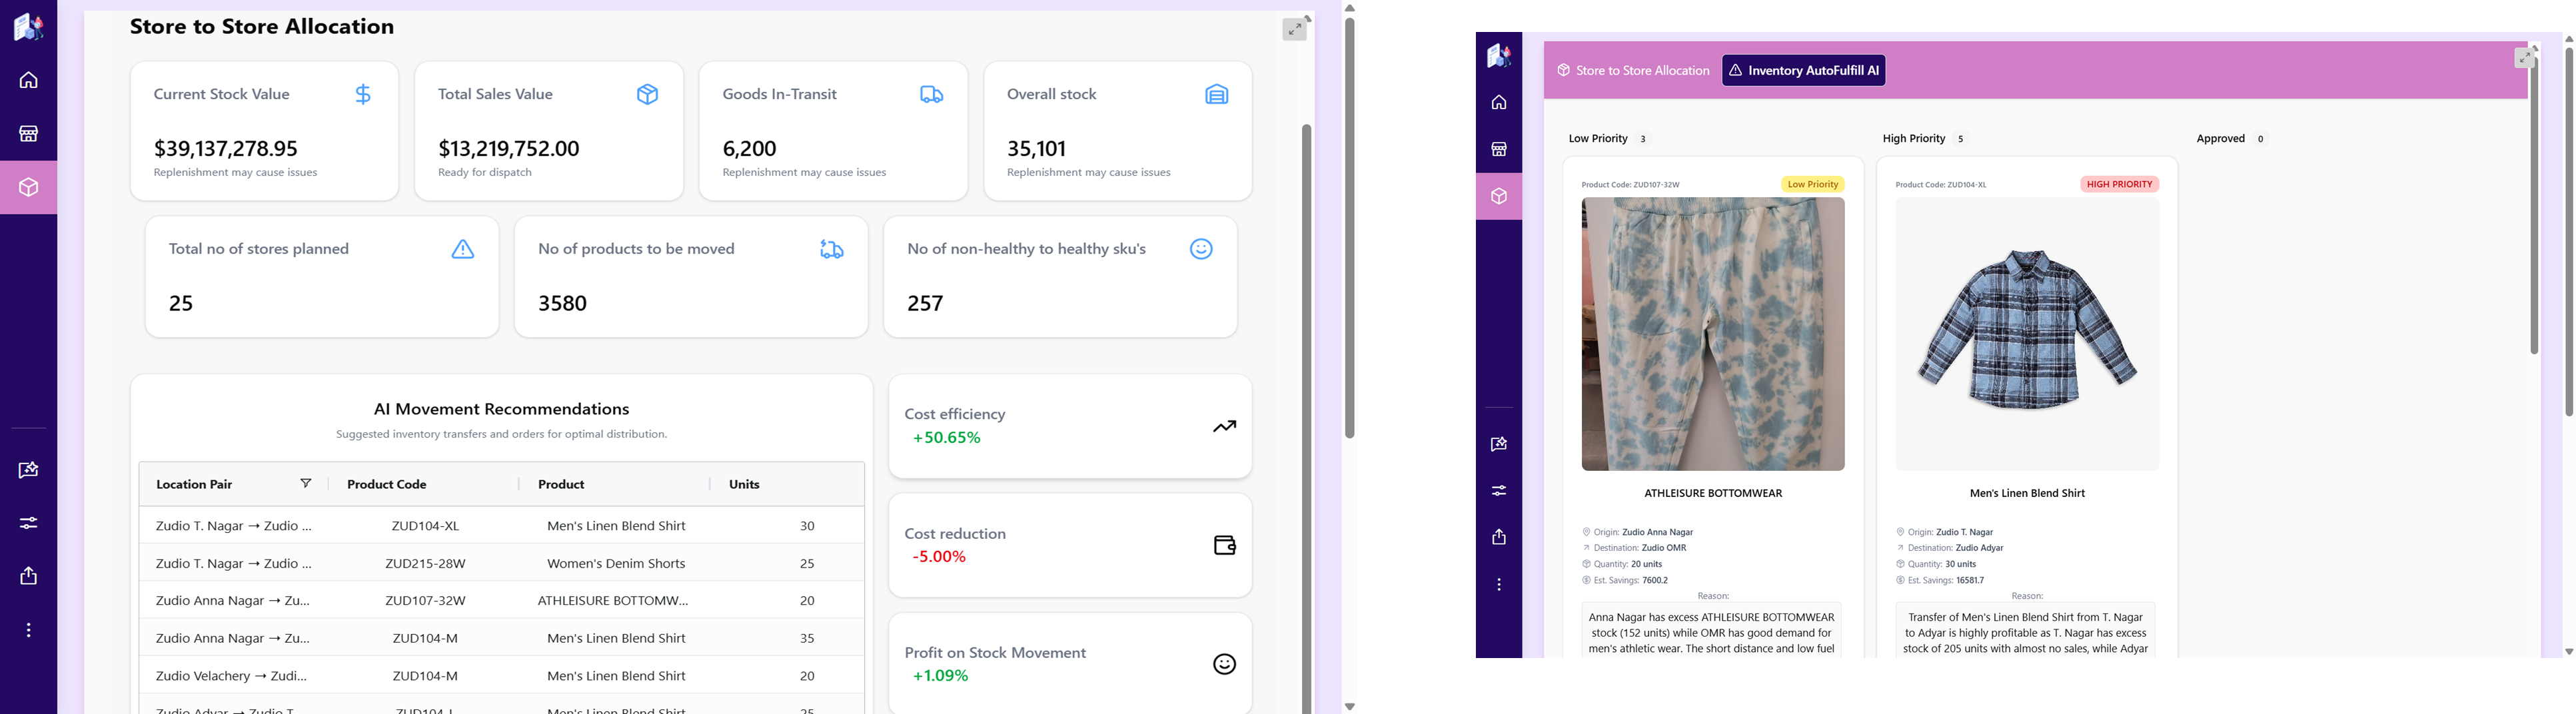 Store to Store Allocation
Current Stock Value
$39,137,278.95
Replenishment may cause issues
Total Sales Value
$13,219,752.00
Ready for dispatch
Goods In-Transit
6,200
Replenishment may cause issues
Overall stock
35,101
Replenishment may cause issues
Total no of stores planned
25
No of products to be moved
3580
No of non-healthy to healthy sku's
257
AI Movement Recommendations
Suggested inventory transfers and orders for optimal distribution.
Location Pair Product Code Product Units
Zudio T. Nagar → Zudio ... ZUD104-XL Men's Linen Blend Shirt 30
Zudio T. Nagar → Zudio ... ZUD215-28W Women's Denim Shorts 25
Zudio Anna Nagar → Zu... ZUD107-32W ATHLEISURE BOTTOMW... 20
Zudio Anna Nagar → Zu... ZUD104-M Men's Linen Blend Shirt 35
Zudio Velachery → Zudi... ZUD104-M Men's Linen Blend Shirt 20
Zudio Adyar → Zudio T. ZUD104-L Men's Linen Blend Shirt 25
Cost efficiency
+50.65%
Cost reduction
-5.00%
Profit on Stock Movement
+1.09%
Store to Store Allocation
Inventory AutoFulfill AI
Low Priority 3
Product Code: ZUD107-32W
Low Priority
ATHLEISURE BOTTOMWEAR
Origin: Zudio Anna Nagar
Destination: Zudio OMR
Quantity: 20 units
Est. Savings: 7600.2
Reason:
Anna Nagar has excess ATHLEISURE BOTTOMWEAR
stock (152 units) while OMR has good demand for
men's athletic wear. The short distance and low fuel
High Priority 5
Product Code: ZUD104-XL
HIGH PRIORITY
Men's Linen Blend Shirt
Origin: Zudio T. Nagar
Destination: Zudio Adyar
Quantity: 30 units
Est. Savings: 16581.7
Reason:
Transfer of Men's Linen Blend Shirt from T. Nagar
to Adyar is highly profitable as T. Nagar has excess
stock of 205 units with almost no sales, while Adyar
Approved 0